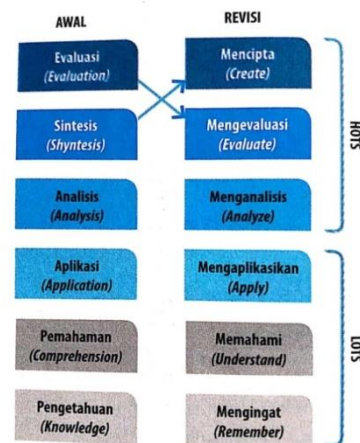 AWAL
REVISI
Evaluasi
(Evaluation)
Mencipta
(Create)
Sintesis
(Shyntesis)
Mengevaluasi
(Evaluate)
Analisis
(Analysis)
Menganalisis
(Analyze)
HOTS
Aplikasi
(Application)
Mengaplikasikan
(Apply)
Pemahaman
(Comprehension)
Memahami
(Understand)
Pengetahuan
(Knowledge)
Mengingat
(Remember)
LOTS